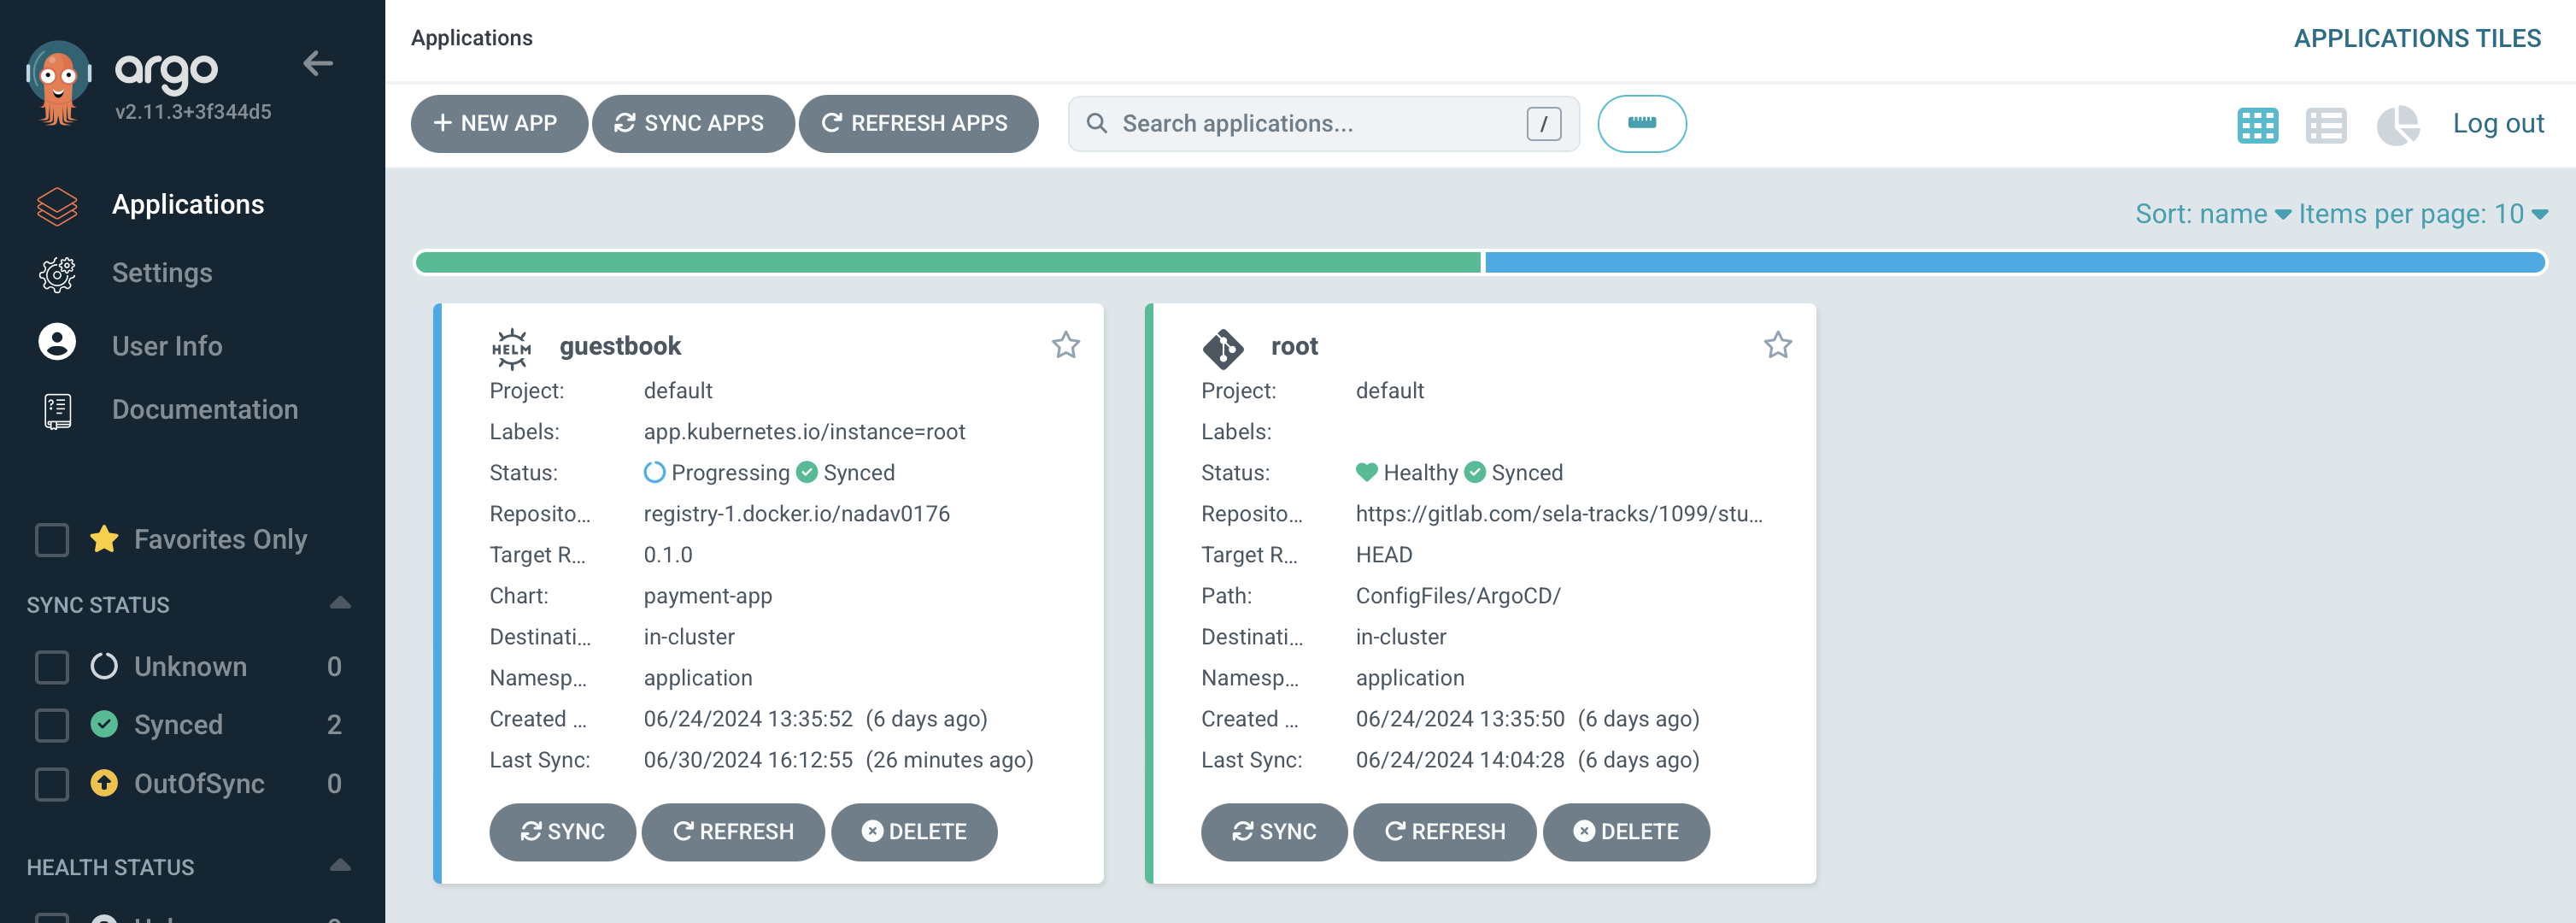 argo
v2.11.3+3f344d5
Applications
Settings
User Info
Documentation
Favorites Only
SYNC STATUS
Unknown 0
Synced 2
OutOfSync 0
HEALTH STATUS
Applications
APPLICATIONS TILES
+ NEW APP SYNC APPS REFRESH APPS Search applications... / Log out
Sort: name Items per page: 10
HELM guestbook
Project: default
Labels: app.kubernetes.io/instance=root
Status: Progressing Synced
Reposito... registry-1.docker.io/nadav0176
Target R... 0.1.0
Chart: payment-app
Destinati... in-cluster
Namesp... application
Created ... 06/24/2024 13:35:52 (6 days ago)
Last Sync: 06/30/2024 16:12:55 (26 minutes ago)
SYNC REFRESH DELETE
root
Project: default
Labels:
Status: Healthy Synced
Reposito... https://gitlab.com/sela-tracks/1099/stu...
Target R... HEAD
Path: ConfigFiles/ArgoCD/
Destinati... in-cluster
Namesp... application
Created ... 06/24/2024 13:35:50 (6 days ago)
Last Sync: 06/24/2024 14:04:28 (6 days ago)
SYNC REFRESH DELETE